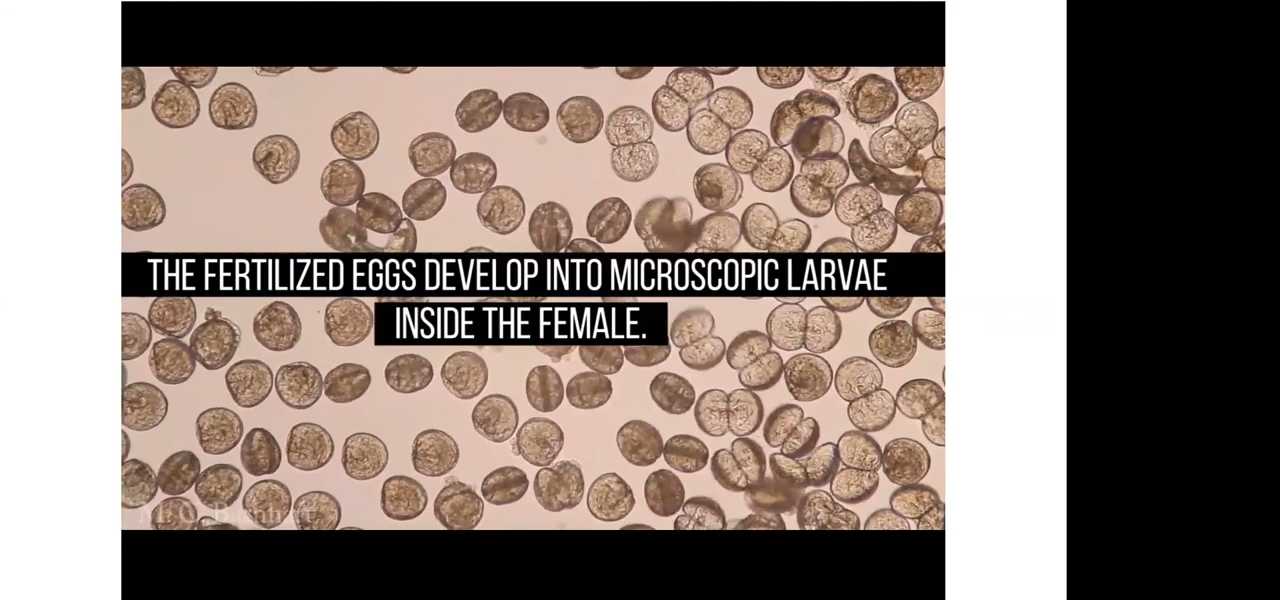 THE FERTILIZED EGGS DEVELOP INTO MICROSCOPIC LARVAE
INSIDE THE FEMALE.